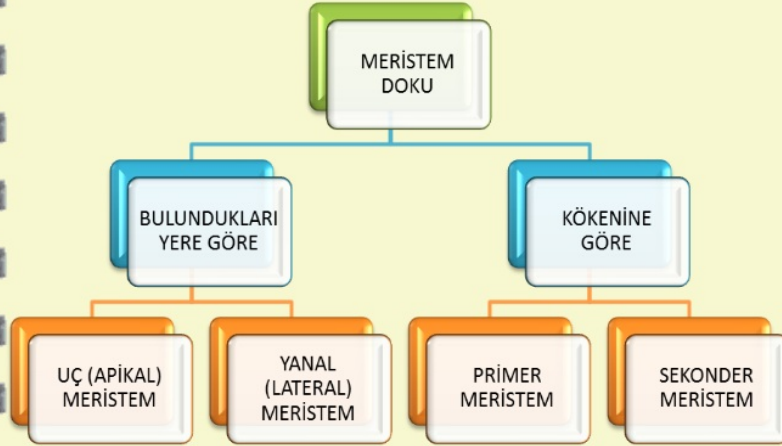 MERİSTEM
DOKU
BULUNDUKLARI
YERE GÖRE
KÖKENİNE
GÖRE
UÇ (APİKAL)
MERİSTEM
YANAL
(LATERAL)
MERİSTEM
PRİMER
MERİSTEM
SEKONDER
MERİSTEM